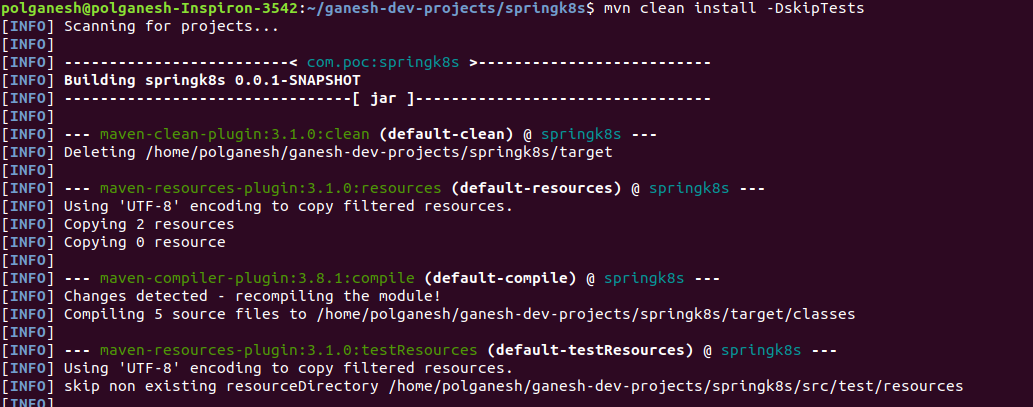 polganesh@polganesh-Inspiron-3542:~/ganesh-dev-projects/springk8s$ mvn clean install -DskipTests
[INFO] Scanning for projects...
[INFO]
[INFO] -------------------------< com.poc:springk8s >--------------------------
[INFO] Building springk8s 0.0.1-SNAPSHOT
[INFO] --------------------------------[ jar ]---------------------------------
[INFO]
[INFO] --- maven-clean-plugin:3.1.0:clean (default-clean) @ springk8s ---
[INFO] Deleting /home/polganesh/ganesh-dev-projects/springk8s/target
[INFO]
[INFO] --- maven-resources-plugin:3.1.0:resources (default-resources) @ springk8s ---
[INFO] Using 'UTF-8' encoding to copy filtered resources.
[INFO] Copying 2 resources
[INFO] Copying 0 resource
[INFO]
[INFO] --- maven-compiler-plugin:3.8.1:compile (default-compile) @ springk8s ---
[INFO] Changes detected - recompiling the module!
[INFO] Compiling 5 source files to /home/polganesh/ganesh-dev-projects/springk8s/target/classes
[INFO]
[INFO] --- maven-resources-plugin:3.1.0:testResources (default-testResources) @ springk8s ---
[INFO] Using 'UTF-8' encoding to copy filtered resources.
[INFO] skip non existing resourceDirectory /home/polganesh/ganesh-dev-projects/springk8s/src/test/resources
[INFO]